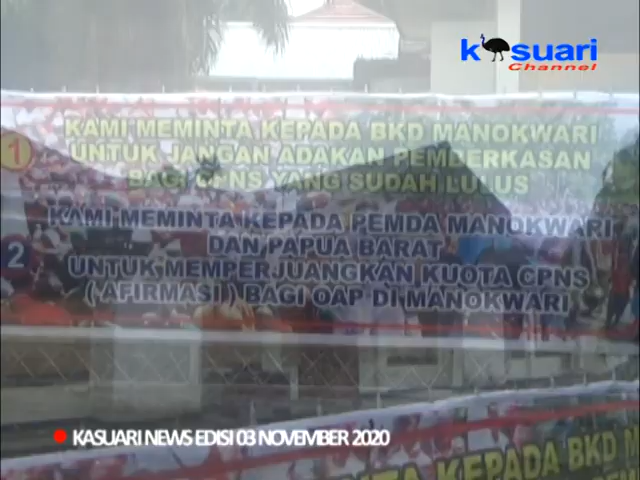 kasuari
Channel
1
KAMI MEMINTA KEPADA BKD MANOKWARI
UNTUK JANGAN ADAKAN PEMBERKASAN
BAGI CPNS YANG SUDAH LULUS
2
KAMI MEMINTA KEPADA PEMDA MANOKWARI
DAN PAPUA BARAT
UNTUK MEMPERJUANGKAN KUOTA CPNS
( AFIRMASI ) BAGI OAP DI MANOKWARI
KASUARI NEWS EDISI 03 NOVEMBER 2020
KEPADA BKD